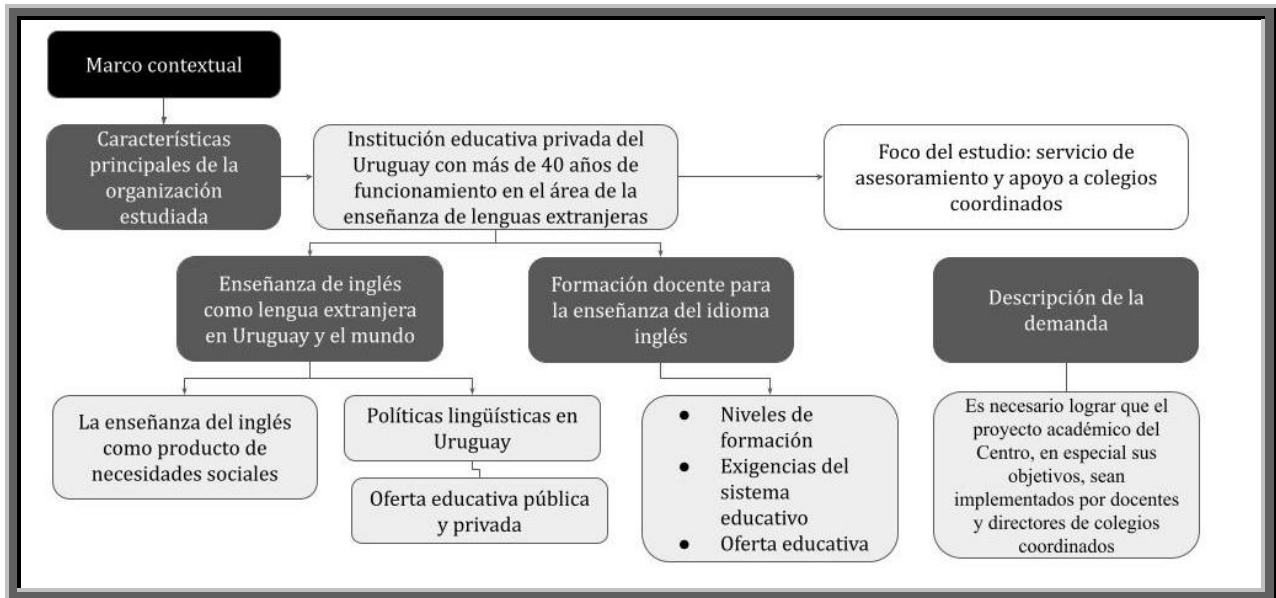 Marco contextual
Características
principales de la
organización
estudiada
Institución educativa privada del
Uruguay con más de 40 años de
funcionamiento en el área de la
enseñanza de lenguas extranjeras
Foco del estudio: servicio de
asesoramiento y apoyo a colegios
coordinados
Enseñanza de inglés
como lengua extranjera
en Uruguay y el mundo
Formación docente para
la enseñanza del idioma
inglés
Descripción de la
demanda
La enseñanza del inglés
como producto de
necesidades sociales
Políticas lingüísticas en
Uruguay
Oferta educativa pública
y privada
● Niveles de
formación
● Exigencias del
sistema
educativo
● Oferta educativa
Es necesario lograr que el
proyecto académico del
Centro, en especial sus
objetivos, sean
implementados por docentes
y directores de colegios
coordinados